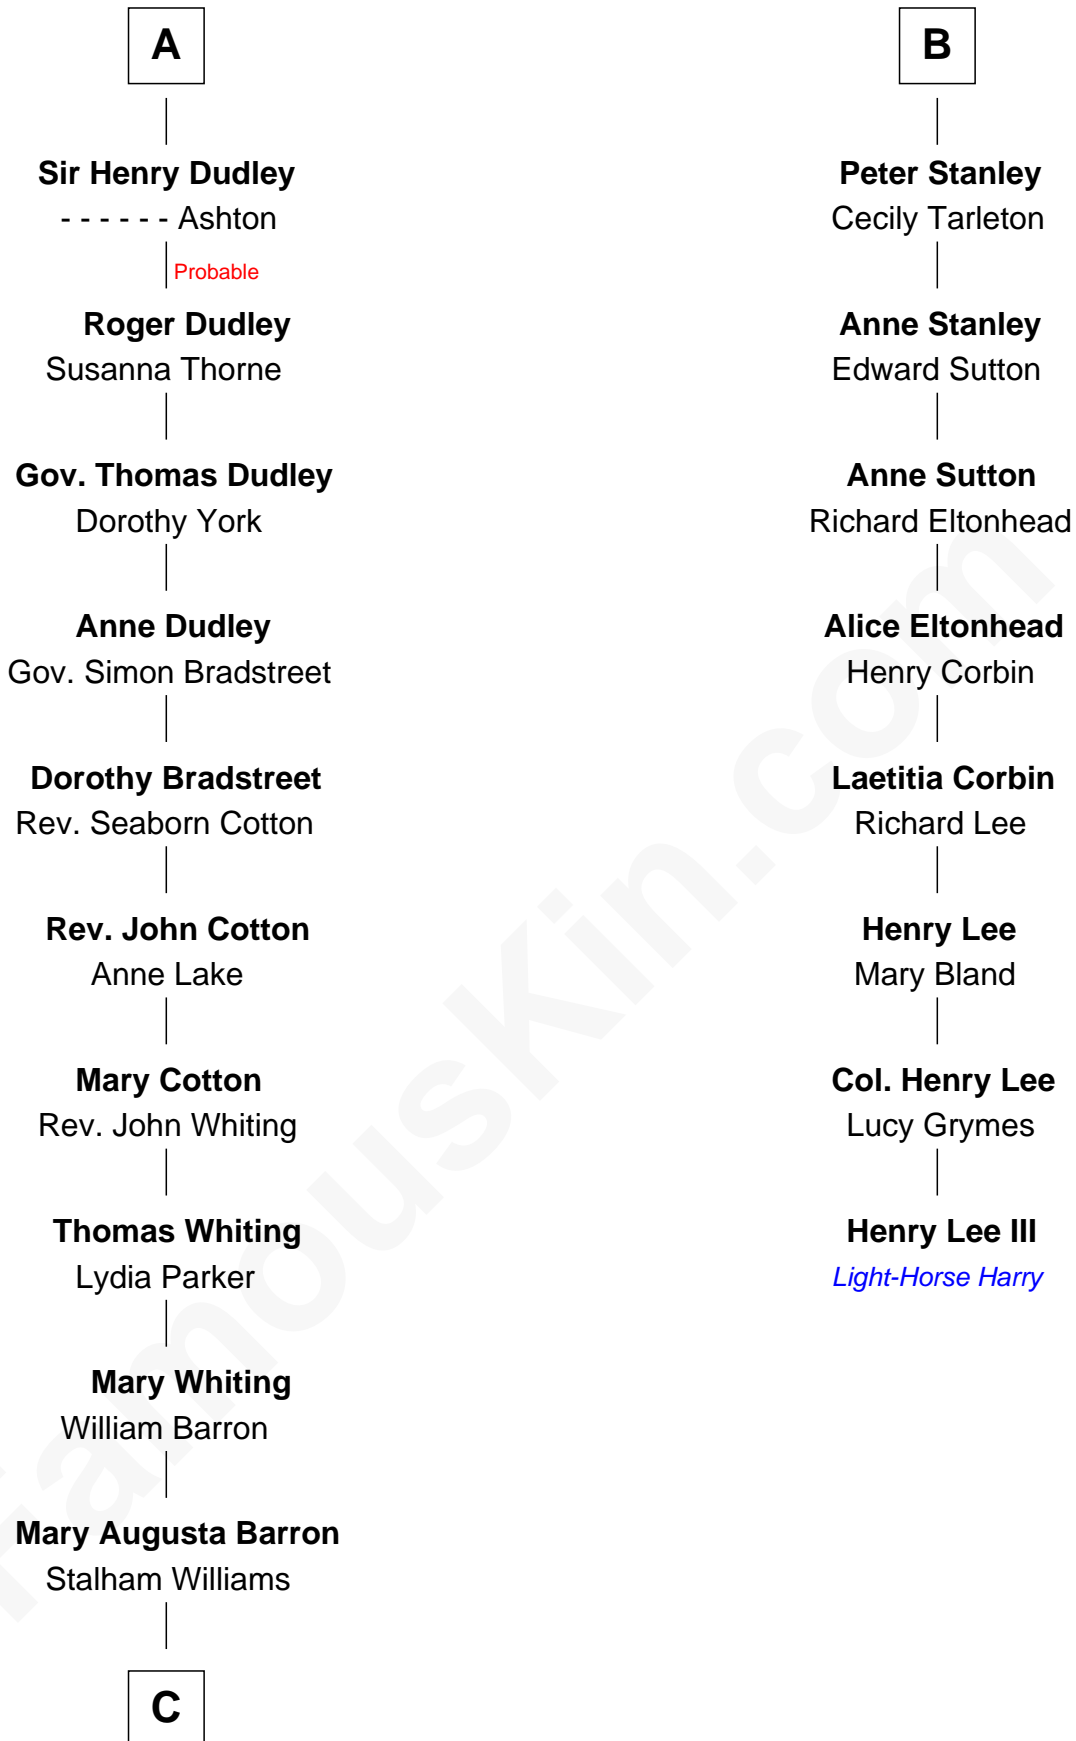 A
Sir Henry Dudley
- - - - - - Ashton
Probable
Roger Dudley
Susanna Thorne
Gov. Thomas Dudley
Dorothy York
Anne Dudley
Gov. Simon Bradstreet
Dorothy Bradstreet
Rev. Seaborn Cotton
Rev. John Cotton
Anne Lake
Mary Cotton
Rev. John Whiting
Thomas Whiting
Lydia Parker
Mary Whiting
William Barron
Mary Augusta Barron
Stalham Williams
C
B
Peter Stanley
Cecily Tarleton
Anne Stanley
Edward Sutton
Anne Sutton
Richard Eltonhead
Alice Eltonhead
Henry Corbin
Laetitia Corbin
Richard Lee
Henry Lee
Mary Bland
Col. Henry Lee
Lucy Grymes
Henry Lee III
Light-Horse Harry
FamousKin.com